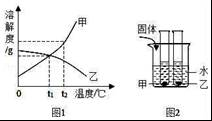 溶解度
/g
甲
乙
0
t₁ t₂
温度/℃
图1
固体
水
甲
乙
图2